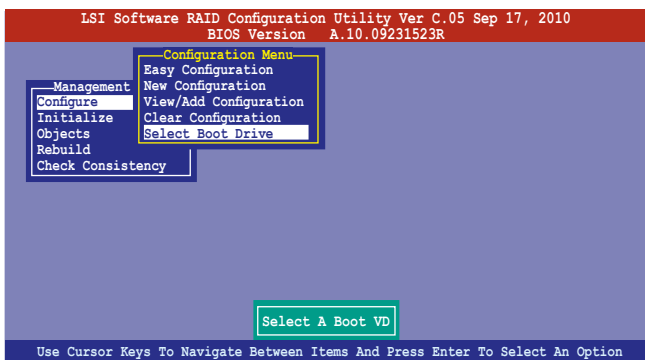 LSI Software RAID Configuration Utility Ver C.05 Sep 17, 2010
BIOS Version A.10.09231523R
Configuration Menu
Easy Configuration
New Configuration
View/Add Configuration
Clear Configuration
Select Boot Drive
Management
Configure
Initialize
Objects
Rebuild
Check Consistency
Select A Boot VD
Use Cursor Keys To Navigate Between Items And Press Enter To Select An Option